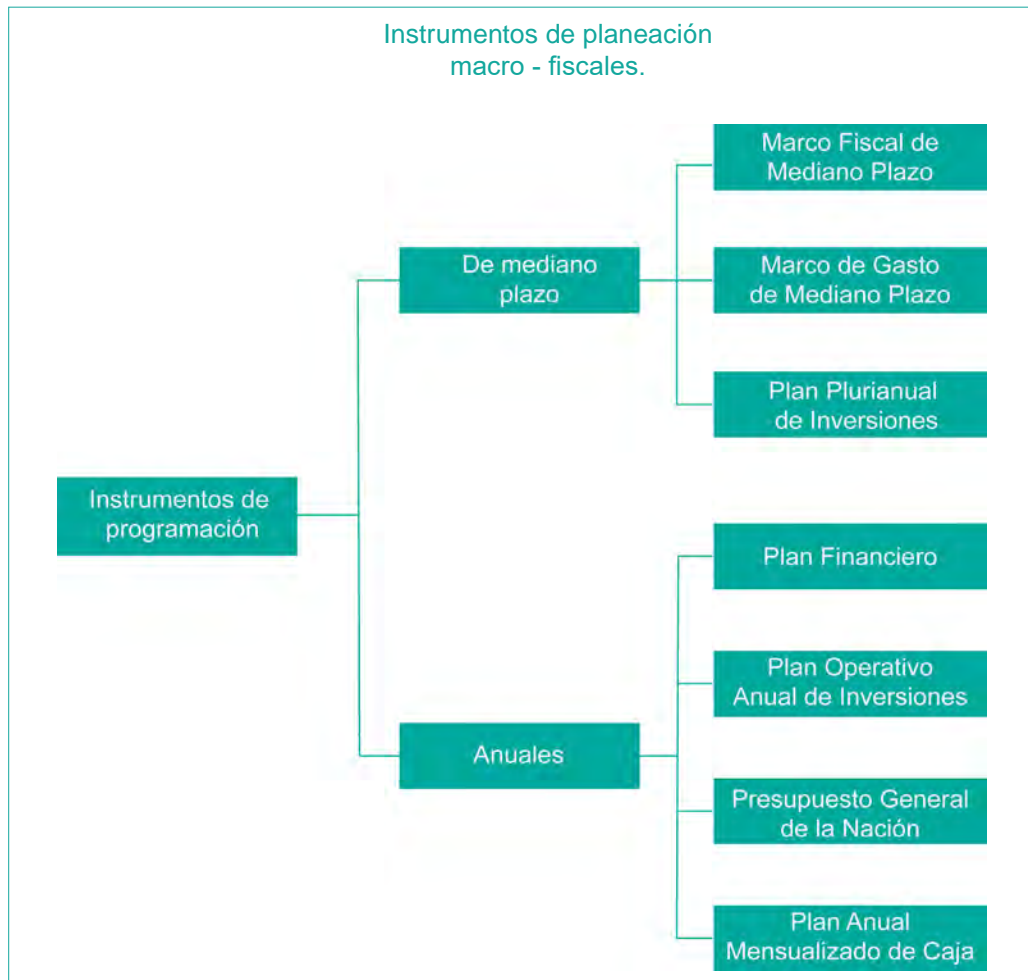 Instrumentos de planeación
macro - fiscales.
Marco Fiscal de
Mediano Plazo
De mediano
plazo
Marco de Gasto
de Mediano Plazo
Plan Plurianual
de Inversiones
Instrumentos de
programación
Plan Financiero
Plan Operativo
Anual de Inversiones
Anuales
Presupuesto General
de la Nación
Plan Anual
Mensualizado de Caja